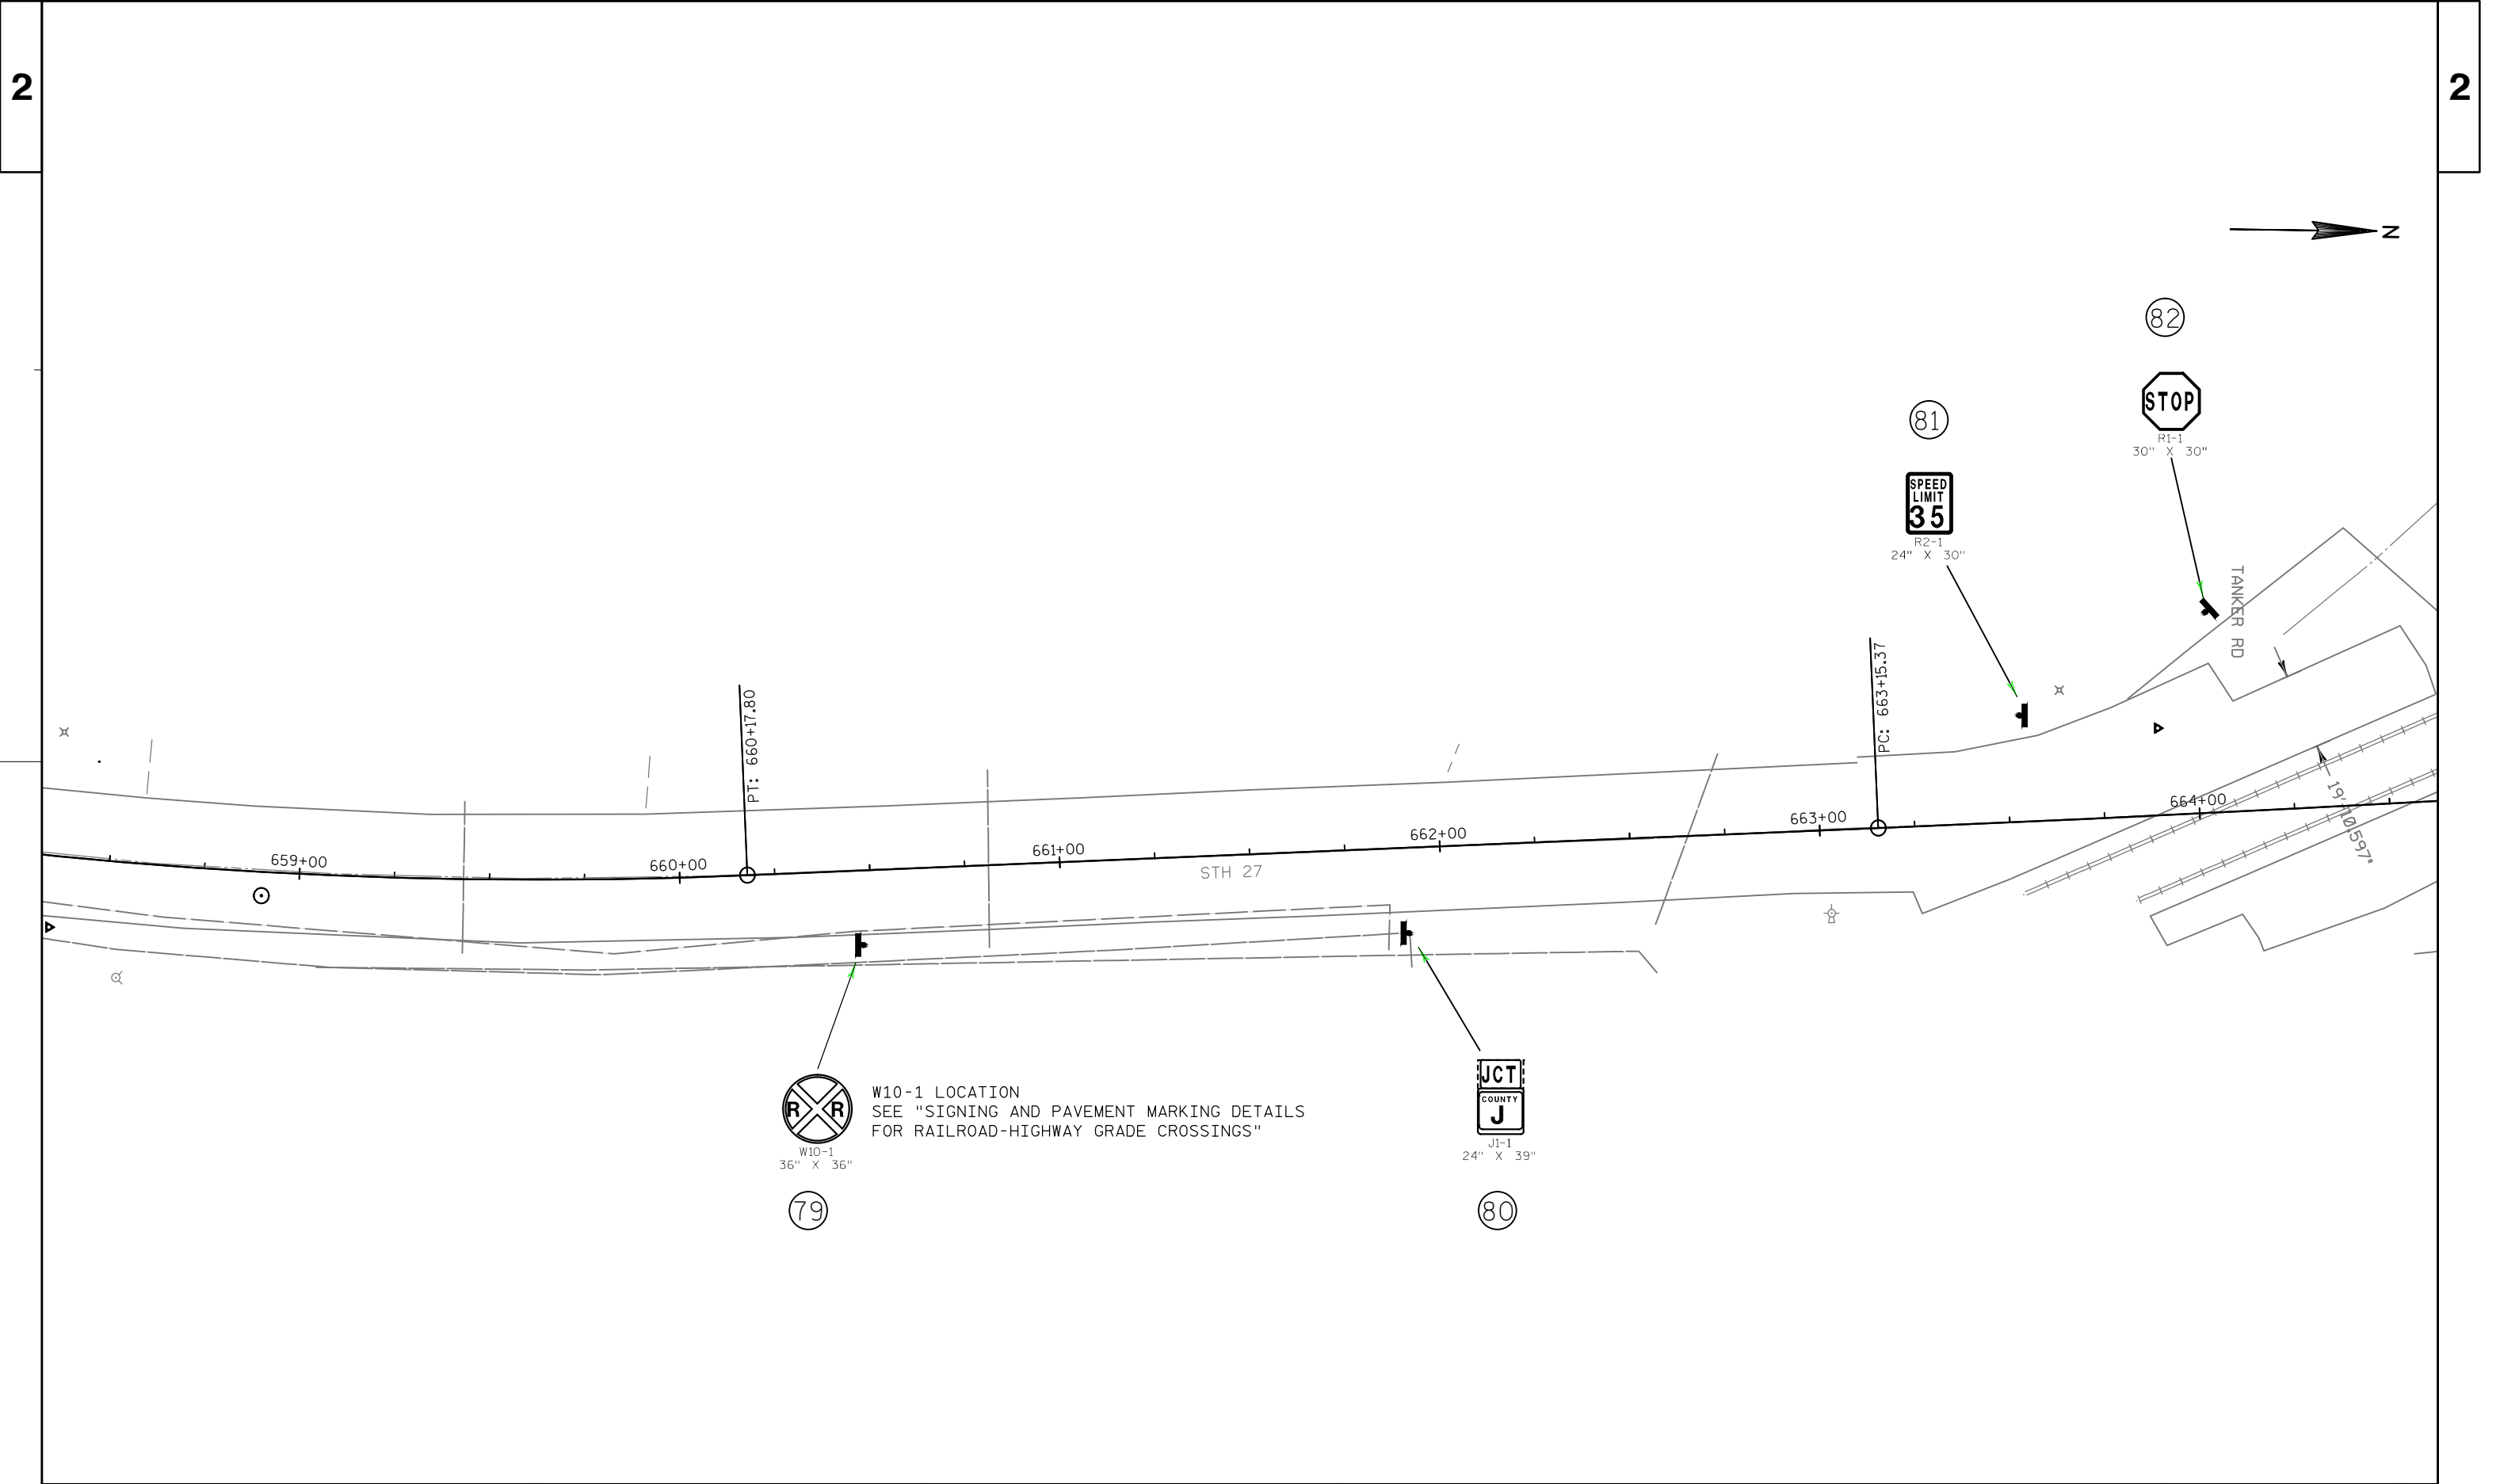 2
2
N
82
STOP
R1-1
30" X 30"
81
SPEED
LIMIT
35
R2-1
24" X 30"
TANKER RD
PT: 660+17.80
PC: 663+15.37
659+00
660+00
661+00
662+00
663+00
664+00
STH 27
19'-10.597"
R R
W10-1
36" X 36"
79
W10-1 LOCATION
SEE "SIGNING AND PAVEMENT MARKING DETAILS
FOR RAILROAD-HIGHWAY GRADE CROSSINGS"
JCT
COUNTY
J
J1-1
24" X 39"
80